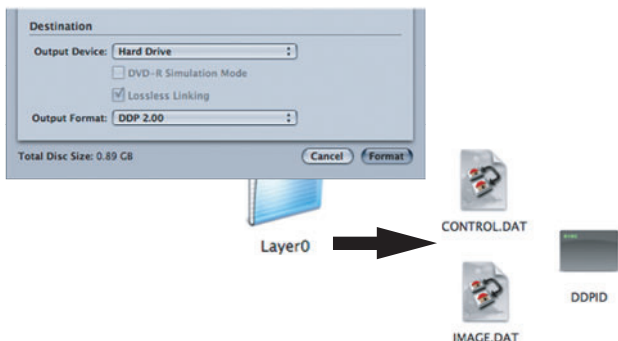 Destination
Output Device: Hard Drive
DVD-R Simulation Mode
Lossless Linking
Output Format: DDP 2.00
Total Disc Size: 0.89 GB
Cancel Format
Layer0
CONTROL.DAT
DDPID
IMAGE.DAT